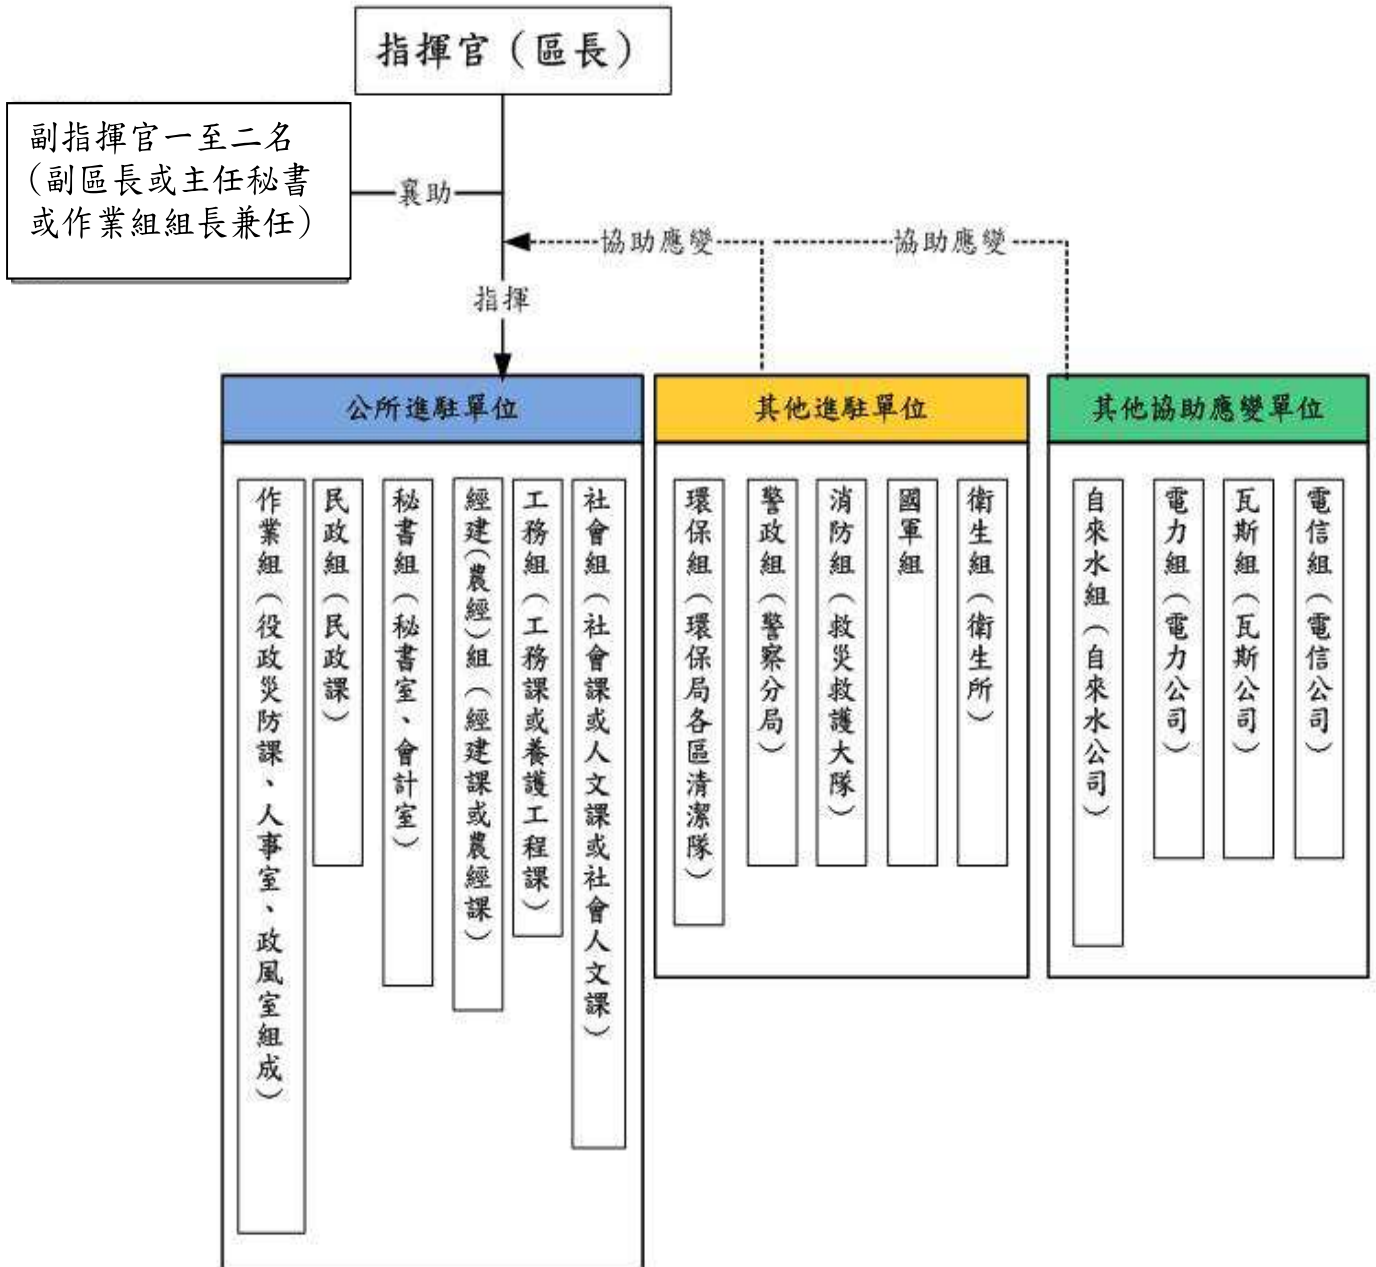 指揮官（區長）
副指揮官一至二名
（副區長或主任秘書
或作業組組長兼任）
襄助
協助應變
協助應變
指揮
公所進駐單位
作業組（役政災防課、人事室、政風室組成）
民政組（民政課）
秘書組（秘書室、會計室）
經建（農經）組（經建課或農經課）
工務組（工務課或養護工程課）
社會組（社會課或人文課或社會人文課）
其他進駐單位
環保組（環保局各區清潔隊）
警政組（警察分局）
消防組（救災救護大隊）
國軍組
衛生組（衛生所）
其他協助應變單位
自來水組（自來水公司）
電力組（電力公司）
瓦斯組（瓦斯公司）
電信組（電信公司）